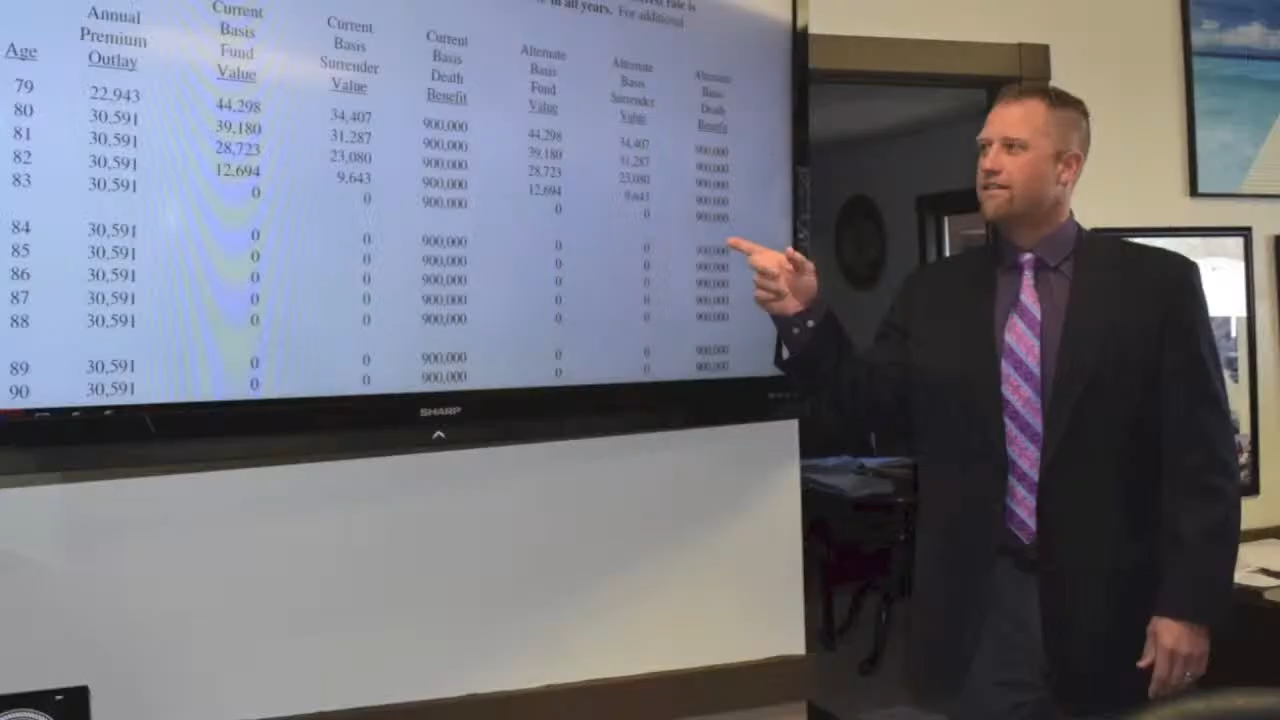 rate is
in all years. For additional
Age
Annual Premium Outlay
Current Basis Fund Value
Current Basis Surrender Value
Current Basis Death Benefit
Alternate Basis Fund Value
Alternate Basis Surrender Value
Alternate Basis Death Benefit
79 22,943 44,298 34,407 900,000 44,298 34,407 900,000
80 30,591 39,180 31,287 900,000 39,180 31,287 900,000
81 30,591 28,723 23,080 900,000 28,723 23,080 900,000
82 30,591 12,694 9,643 900,000 12,694 9,643 900,000
83 30,591 0 0 900,000 0 0 900,000
84 30,591 0 0 900,000 0 0 900,000
85 30,591 0 0 900,000 0 0 900,000
86 30,591 0 0 900,000 0 0 900,000
87 30,591 0 0 900,000 0 0 900,000
88 30,591 0 0 900,000 0 0 900,000
89 30,591 0 0 900,000 0 0 900,000
90 30,591 0 0 900,000 0 0 900,000
SHARP